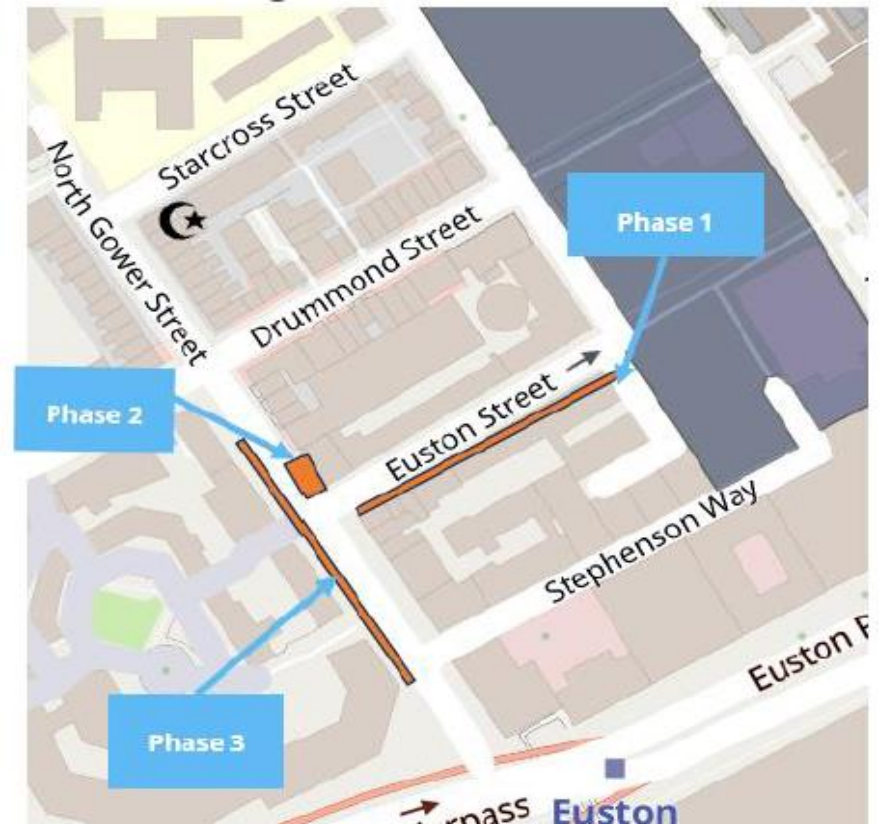 Starcross Street
North Gower Street
Phase 1
Drummond Street
Phase 2
Euston Street
Stephenson Way
Euston
Phase 3
Euston